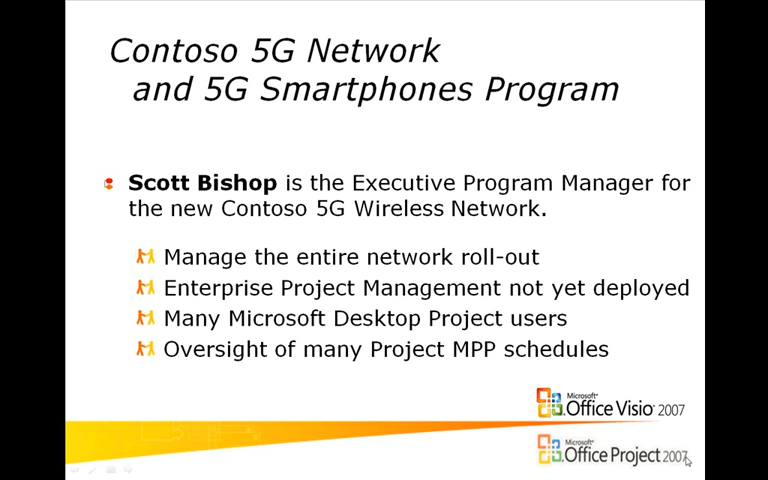 Contoso 5G Network
and 5G Smartphones Program
Scott Bishop is the Executive Program Manager for
the new Contoso 5G Wireless Network.
Manage the entire network roll-out
Enterprise Project Management not yet deployed
Many Microsoft Desktop Project users
Oversight of many Project MPP schedules
Microsoft®
Office Visio® 2007
Microsoft®
Office Project 2007